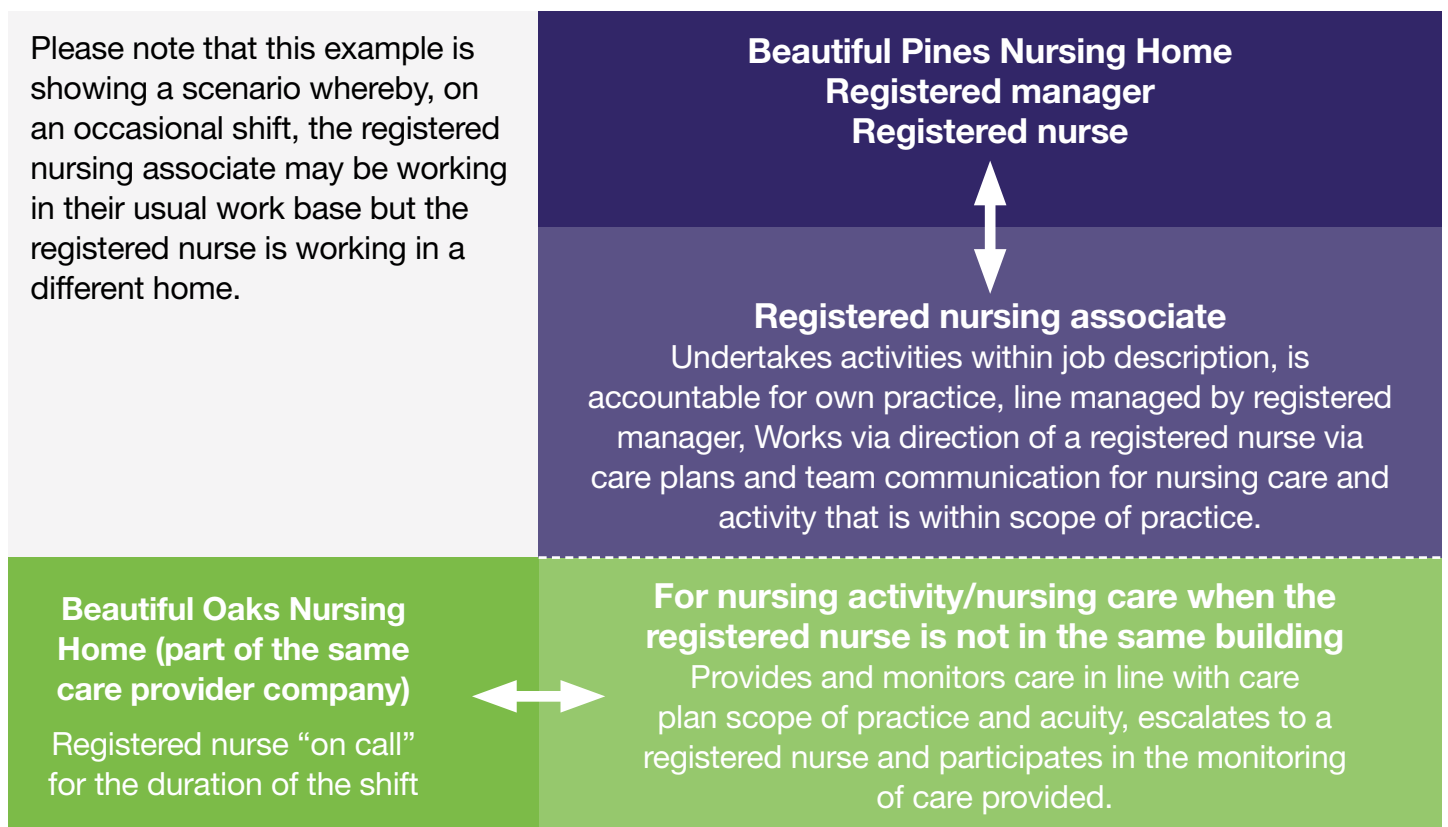 Please note that this example is
showing a scenario whereby, on
an occasional shift, the registered
nursing associate may be working
in their usual work base but the
registered nurse is working in a
different home.
Beautiful Pines Nursing Home
Registered manager
Registered nurse
Registered nursing associate
Undertakes activities within job description, is
accountable for own practice, line managed by registered
manager, Works via direction of a registered nurse via
care plans and team communication for nursing care and
activity that is within scope of practice.
Beautiful Oaks Nursing
Home (part of the same
care provider company)
Registered nurse “on call”
for the duration of the shift
For nursing activity/nursing care when the
registered nurse is not in the same building
Provides and monitors care in line with care
plan scope of practice and acuity, escalates to a
registered nurse and participates in the monitoring
of care provided.